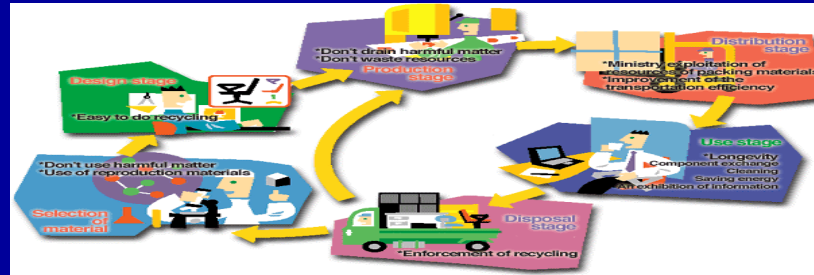 Design stage
*Easy to do recycling
*Don't drain harmful matter
*Don't waste resources
Production
stage
Distribution
stage
*Ministry exploitation of
resources of packing materials
*Improvement of the
transportation efficiency
Use stage
*Longevity
Component exchange
Cleaning
Saving energy
An exhibition of information
Disposal
stage
*Enforcement of recycling
*Don't use harmful matter
*Use of reproduction materials
Selection
of
material